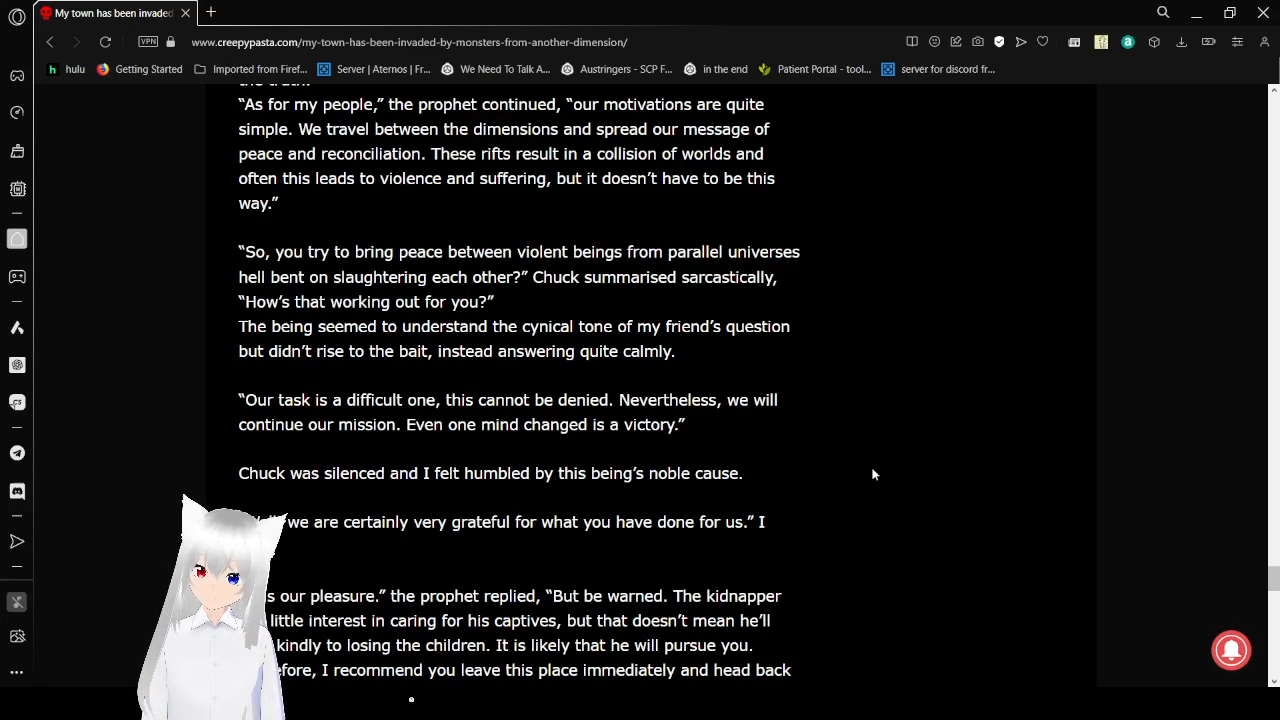 My town has been invaded
VPN
www.creepypasta.com/my-town-has-been-invaded-by-monsters-from-another-dimension/
hulu
Getting Started
Imported from Firef...
Server | Aternos | Fr...
We Need To Talk A...
Austringers - SCP F...
in the end
Patient Portal - tool...
server for discord fr...
the truth.
“As for my people,” the prophet continued, “our motivations are quite
simple. We travel between the dimensions and spread our message of
peace and reconciliation. These rifts result in a collision of worlds and
often this leads to violence and suffering, but it doesn’t have to be this
way.”
“So, you try to bring peace between violent beings from parallel universes
hell bent on slaughtering each other?” Chuck summarised sarcastically,
“How’s that working out for you?”
The being seemed to understand the cynical tone of my friend’s question
but didn’t rise to the bait, instead answering quite calmly.
“Our task is a difficult one, this cannot be denied. Nevertheless, we will
continue our mission. Even one mind changed is a victory.”
Chuck was silenced and I felt humbled by this being’s noble cause.
we are certainly very grateful for what you have done for us.” I
our pleasure.” the prophet replied, “But be warned. The kidnapper
little interest in caring for his captives, but that doesn’t mean he’ll
kindly to losing the children. It is likely that he will pursue you.
I recommend you leave this place immediately and head back